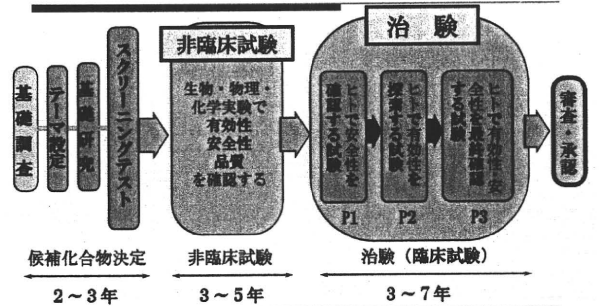 基礎調査
テーマ設定
基礎研究
スクリーニングテスト
非臨床試験
生物・物理・
化学実験で
有効性
安全性
品質
を確認する
治 験
ヒトで安全性を
確認する試験
P1
ヒトで有効性を
探索する試験
P2
ヒトで有効性・安
全性を最終確認
する試験
P3
審査・承認
候補化合物決定
非臨床試験
治験（臨床試験）
2～3年
3～5年
3～7年